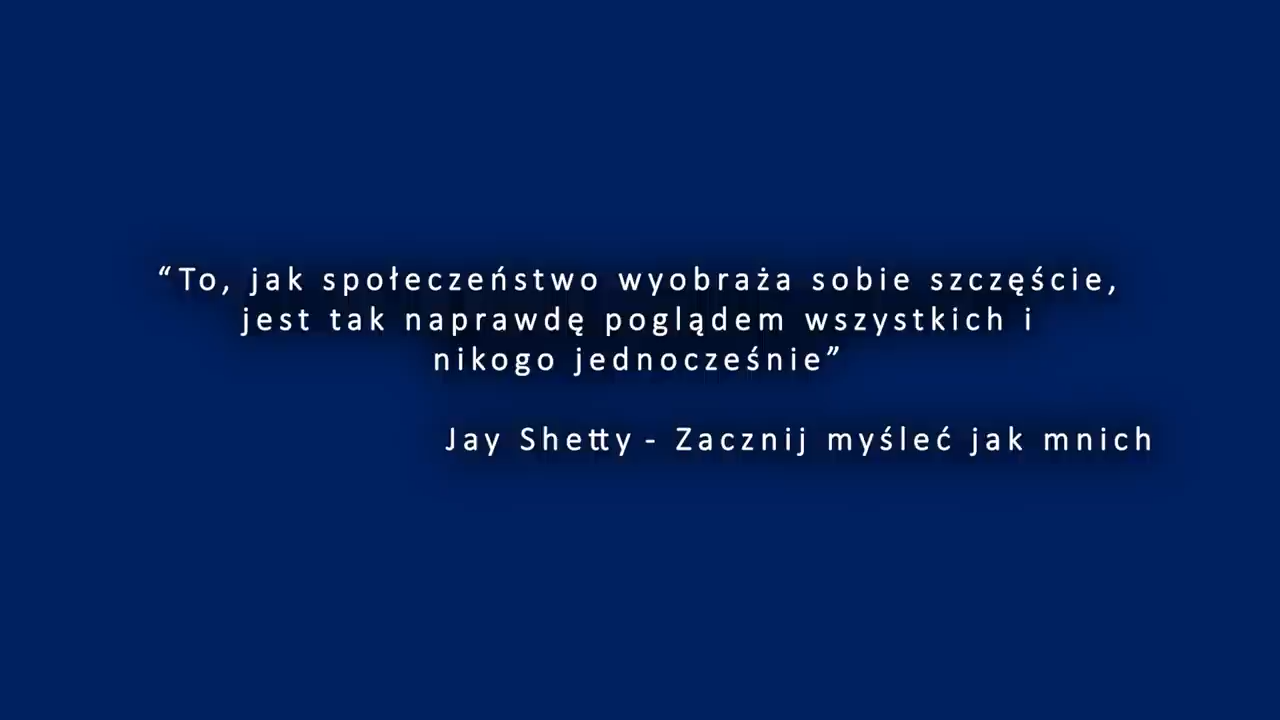 “To, jak społeczeństwo wyobraża sobie szczęście,
jest tak naprawdę poglądem wszystkich i
nikogo jednocześnie”
Jay Shetty - Zacznij myśleć jak mnich